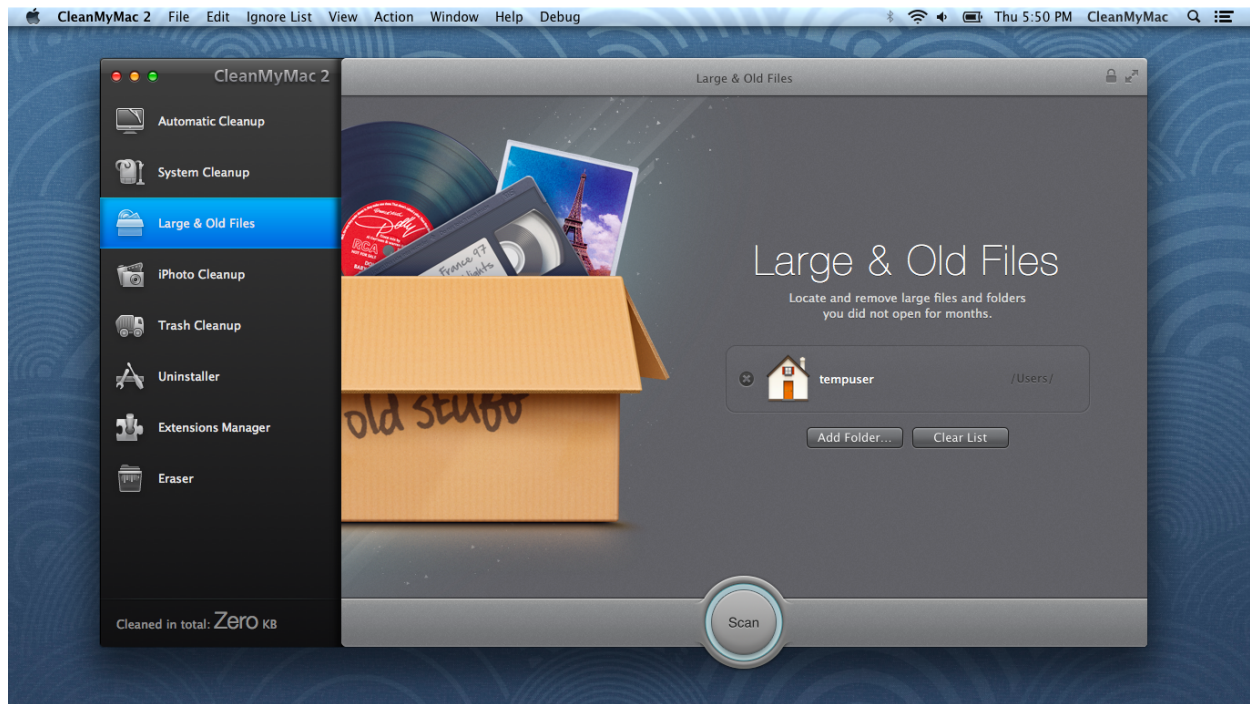 CleanMyMac 2 File Edit Ignore List View Action Window Help Debug Thu 5:50 PM CleanMyMac
CleanMyMac 2
Large & Old Files
Automatic Cleanup
System Cleanup
Large & Old Files
iPhoto Cleanup
Trash Cleanup
Uninstaller
Extensions Manager
Eraser
Cleaned in total: Zero KB
Dolly
RCA
France 97
old stuff
Large & Old Files
Locate and remove large files and folders
you did not open for months.
tempuser /Users/
Add Folder... Clear List
Scan